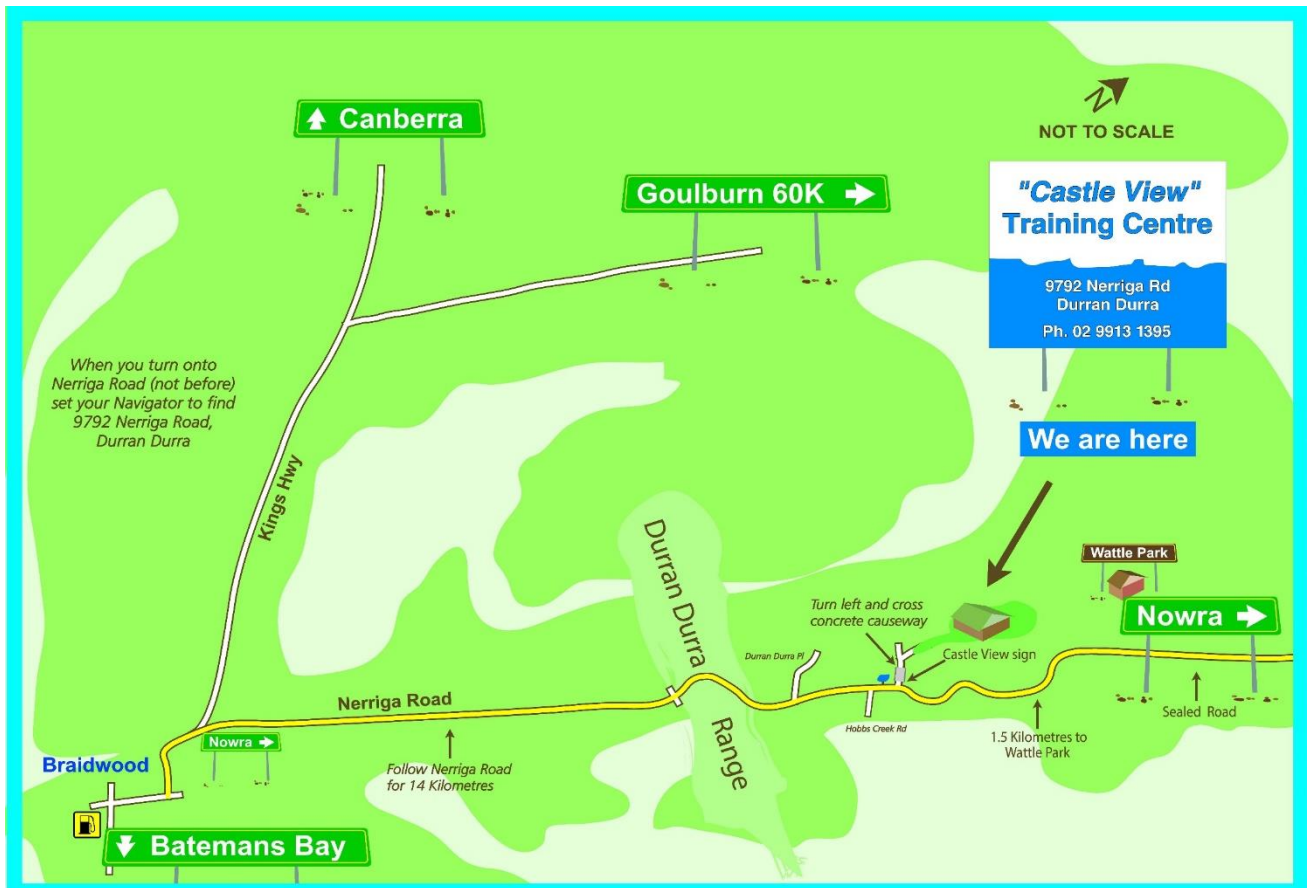 Canberra
Goulburn 60K
N
NOT TO SCALE
"Castle View"
Training Centre
9792 Nerriga Rd
Durran Durra
Ph. 02 9913 1395
We are here
When you turn onto
Nerriga Road (not before)
set your Navigator to find
9792 Nerriga Road,
Durran Durra
Kings Hwy
Durran Durra
Range
Wattle Park
Nowra
Turn left and cross
concrete causeway
Durran Durra Pl
Castle View sign
Nerriga Road
Hobbs Creek Rd
Sealed Road
1.5 Kilometres to
Wattle Park
Nowra
Follow Nerriga Road
for 14 Kilometres
Braidwood
Batemans Bay